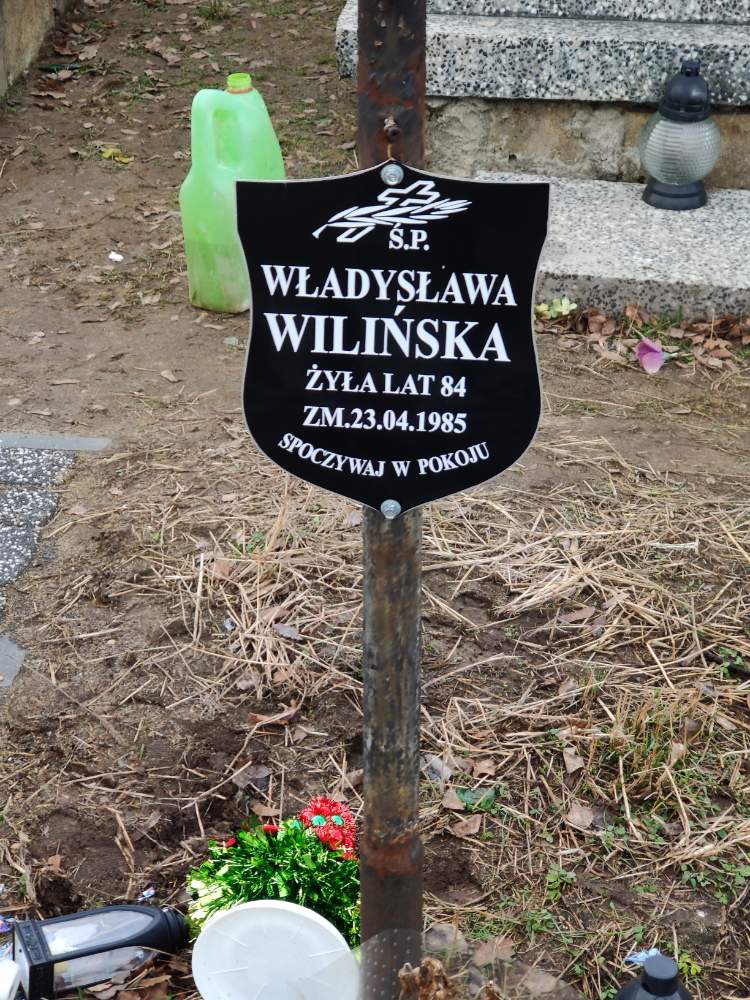 Ś.P.
WŁADYSŁAWA
WILIŃSKA
ŻYŁA LAT 84
ZM.23.04.1985
SPOCZYWAJ W POKOJU